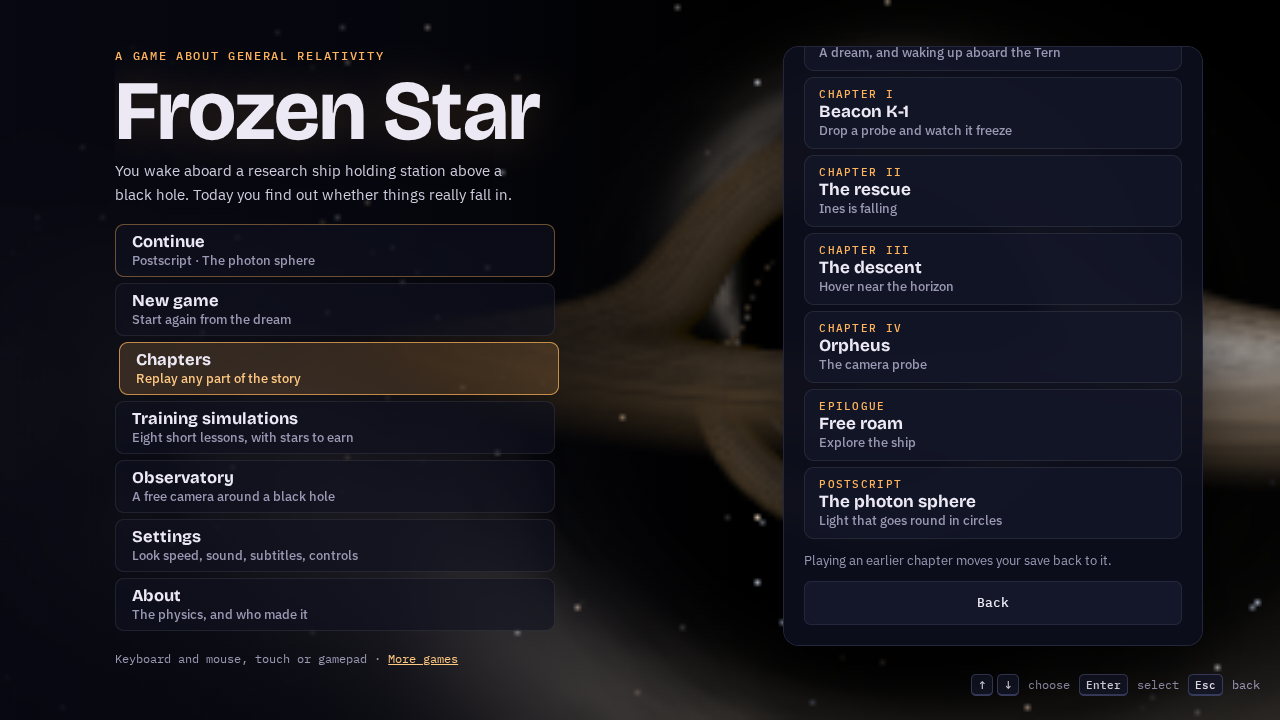 A GAME ABOUT GENERAL RELATIVITY
Frozen Star
You wake aboard a research ship holding station above a
black hole. Today you find out whether things really fall in.
Continue
Postscript · The photon sphere
New game
Start again from the dream
Chapters
Replay any part of the story
Training simulations
Eight short lessons, with stars to earn
Observatory
A free camera around a black hole
Settings
Look speed, sound, subtitles, controls
About
The physics, and who made it
Keyboard and mouse, touch or gamepad · More games
A dream, and waking up aboard the Tern
CHAPTER I
Beacon K-1
Drop a probe and watch it freeze
CHAPTER II
The rescue
Ines is falling
CHAPTER III
The descent
Hover near the horizon
CHAPTER IV
Orpheus
The camera probe
EPILOGUE
Free roam
Explore the ship
POSTSCRIPT
The photon sphere
Light that goes round in circles
Playing an earlier chapter moves your save back to it.
Back
↑ ↓ choose Enter select Esc back